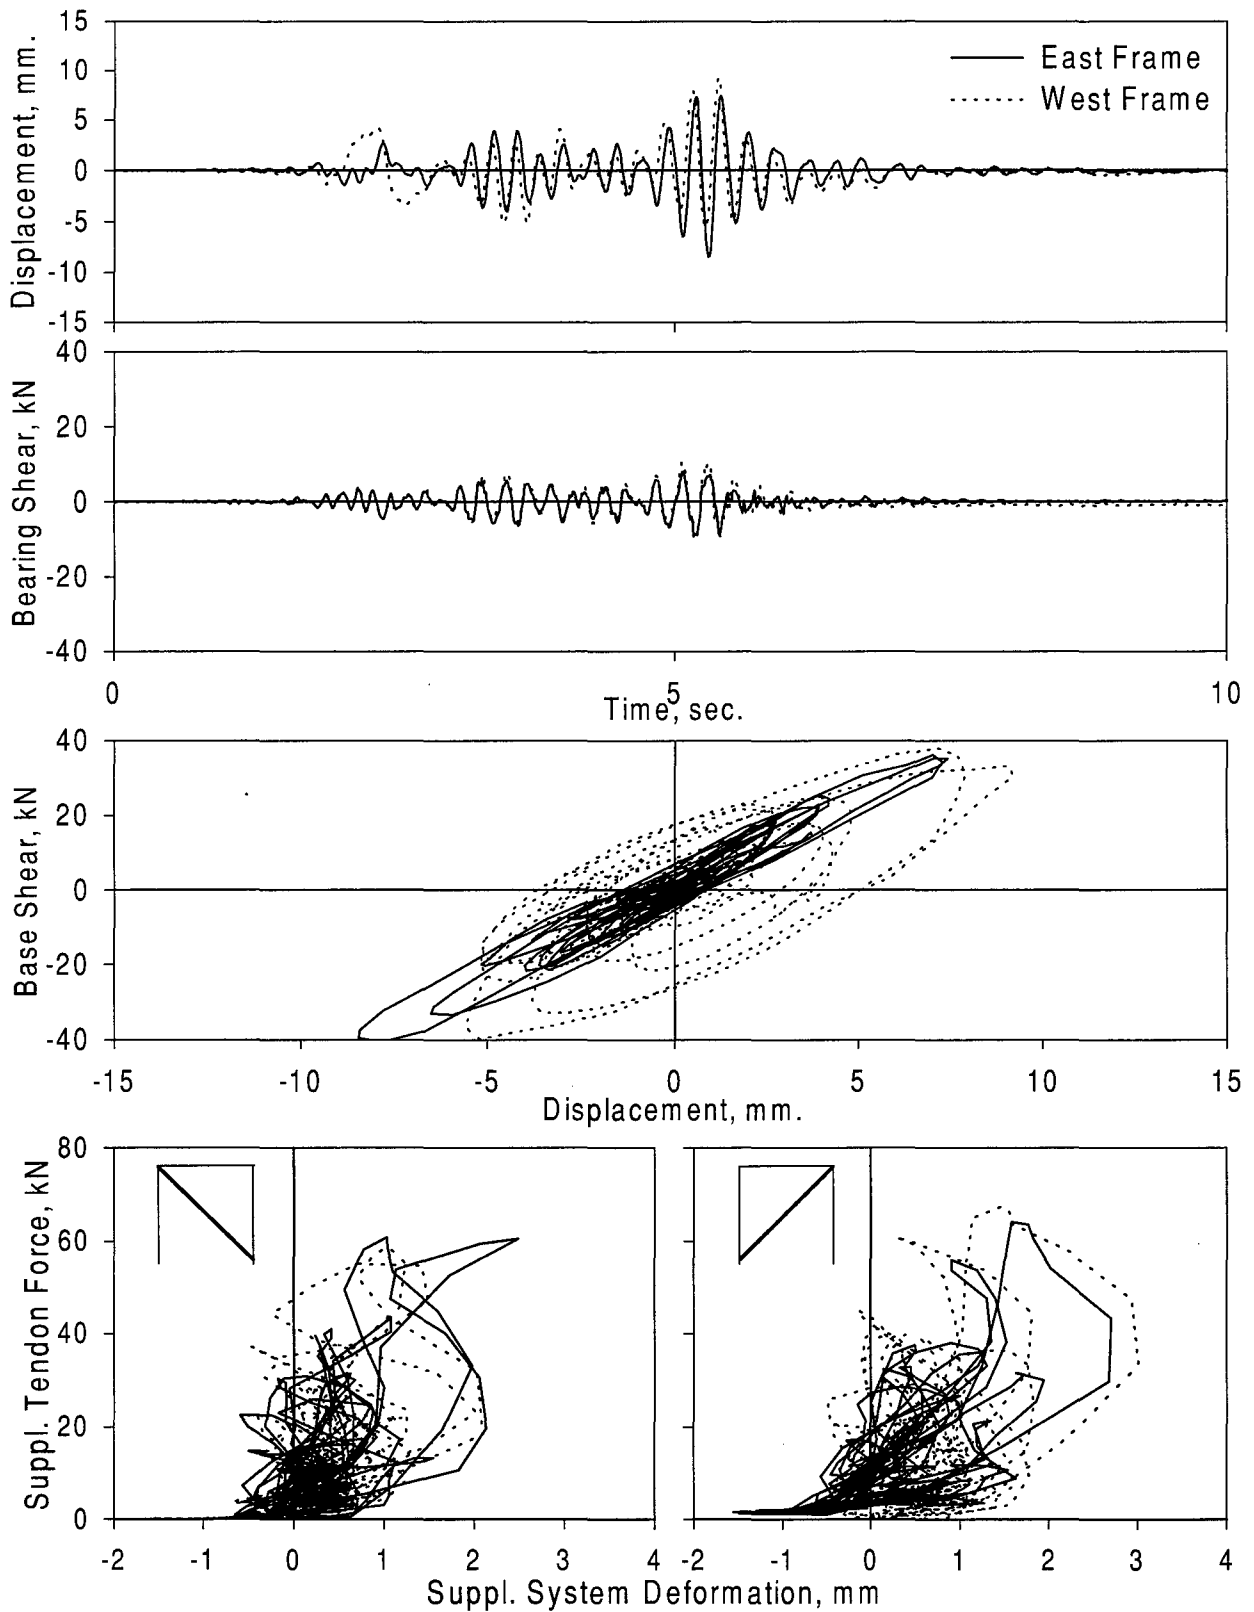 15
10
5
0
-5
-10
-15
Displacement, mm.
East Frame
West Frame
40
20
0
-20
-40
Bearing Shear, kN
0 5 10
Time, sec.
40
20
0
-20
-40
Base Shear, kN
-15 -10 -5 0 5 10 15
Displacement, mm.
80
60
40
20
0
Suppl. Tendon Force, kN
-2 -1 0 1 2 3 4 -2 -1 0 1 2 3 4
Suppl. System Deformation, mm